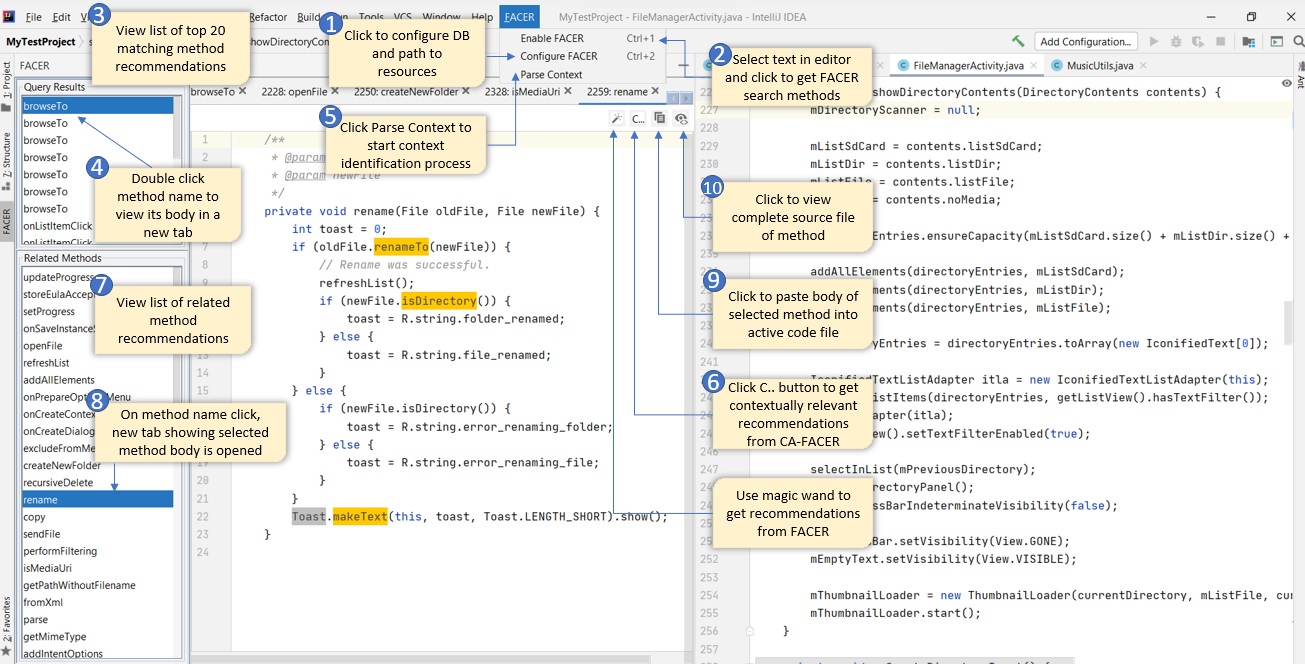 File Edit V Refactor Build Run Tools VCS Window Help FACER MyTestProject - FileManagerActivity.java - IntelliJ IDEA
MyTestProject
showDirectoryCon
Add Configuration...
FACER
Enable FACER Ctrl+1
Configure FACER Ctrl+2
Parse Context
1
Click to configure DB
and path to
resources
2
Select text in editor
and click to get FACER
search methods
3
View list of top 20
matching method
recommendations
4
Double click
method name to
view its body in a
new tab
5
Click Parse Context to
start context
identification process
6
Click C.. button to get
contextually relevant
recommendations
from CA-FACER
7
View list of related
method
recommendations
8
On method name click,
new tab showing selected
method body is opened
9
Click to paste body of
selected method into
active code file
10
Click to view
complete source file
of method
Use magic wand to
get recommendations
from FACER
1: Project
7: Structure
FACER
2: Favorites
Ant
Query Results
browseTo
browseTo
browseTo
browseTo
browseTo
browseTo
browseTo
onListItemClick
onListItemClick
Related Methods
updateProgress
storeEulaAccep
setProgress
onSaveInstanceS
openFile
refreshList
addAllElements
onPrepareOptionsMenu
onCreateContex
onCreateDialog
excludeFromMe
createNewFolder
recursiveDelete
rename
copy
sendFile
performFiltering
isMediaUri
getPathWithoutFilename
fromXml
parse
getMimeType
addIntentOptions
browseTo 2228: openFile 2250: createNewFolder 2328: isMediaUri 2259: rename
C...
1 /**
2 * @param
* @param newFile
*/
private void rename(File oldFile, File newFile) {
int toast = 0;
7 if (oldFile.renameTo(newFile)) {
8 // Rename was successful.
9 refreshList();
if (newFile.isDirectory()) {
toast = R.string.folder_renamed;
} else {
13 toast = R.string.file_renamed;
14 }
15 } else {
if (newFile.isDirectory()) {
toast = R.string.error_renaming_folder;
} else {
toast = R.string.error_renaming_file;
20 }
21 }
22 Toast.makeText(this, toast, Toast.LENGTH_SHORT).show();
23 }
24
FileManagerActivity.java MusicUtils.java
showDirectoryContents(DirectoryContents contents) {
227 mDirectoryScanner = null;
228
229 mListSdCard = contents.listSdCard;
230 mListDir = contents.listDir;
mListFile = contents.listFile;
= contents.noMedia;
Entries.ensureCapacity(mListSdCard.size() + mListDir.size() +
235
addAllElements(directoryEntries, mListSdCard);
ments(directoryEntries, mListDir);
ments(directoryEntries, mListFile);
yEntries = directoryEntries.toArray(new IconifiedText[0]);
241
IconifiedTextListAdapter itla = new IconifiedTextListAdapter(this);
istItems(directoryEntries, getListView().hasTextFilter());
apter(itla);
ew().setTextFilterEnabled(true);
246
247 selectInList(mPreviousDirectory);
ectoryPanel();
ssBarIndeterminateVisibility(false);
Bar.setVisibility(View.GONE);
252 mEmptyText.setVisibility(View.VISIBLE);
253
254 mThumbnailLoader = new ThumbnailLoader(currentDirectory, mListFile, cur
255 mThumbnailLoader.start();
256 }
257